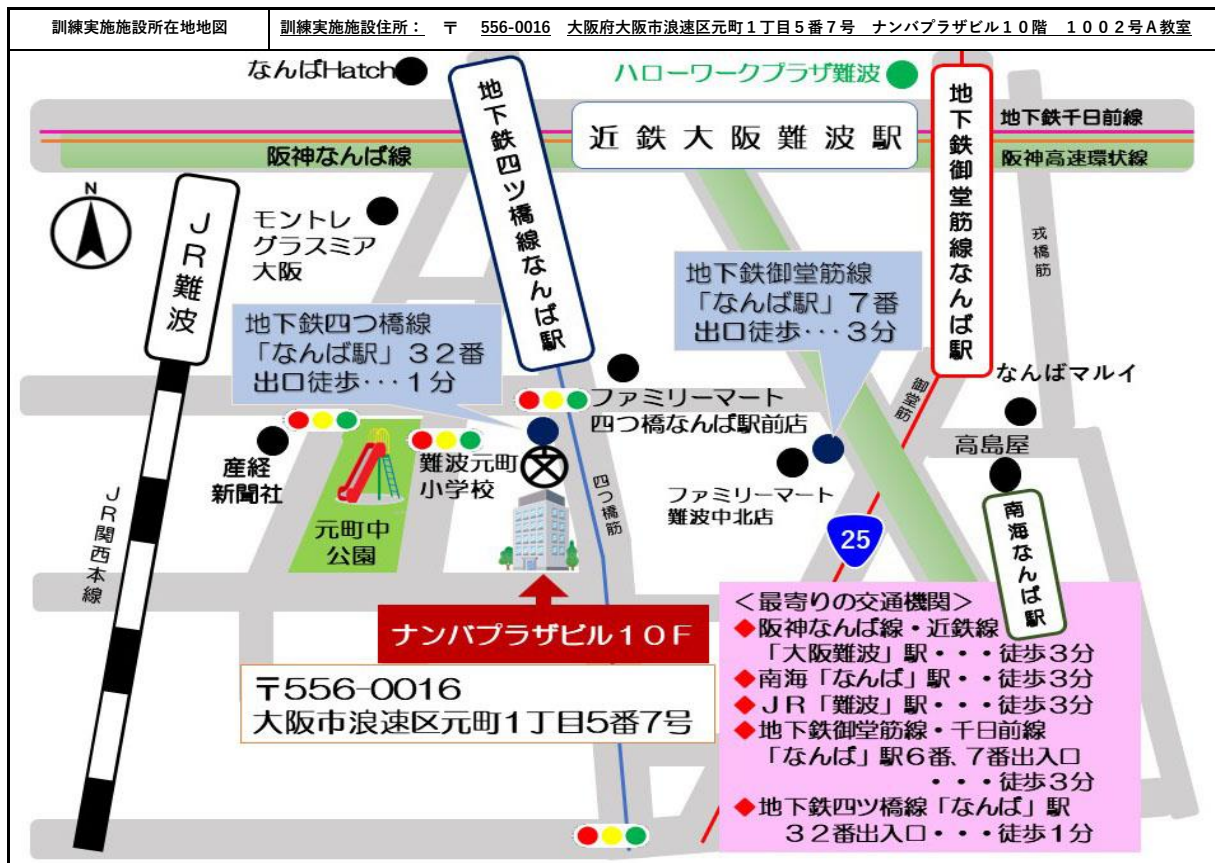 訓練実施施設所在地地図
訓練実施施設住所： 〒 556-0016 大阪府大阪市浪速区元町１丁目５番７号 ナンバプラザビル１０階 １００２号Ａ教室
なんばHatch
ハローワークプラザ難波
地下鉄四ツ橋線なんば駅
近鉄大阪難波駅
地下鉄御堂筋線なんば駅
地下鉄千日前線
阪神なんば線
阪神高速環状線
N
ＪＲ難波
モントレ
グラスミア
大阪
戎橋筋
地下鉄御堂筋線
「なんば駅」７番
出口徒歩･･･３分
地下鉄四つ橋線
「なんば駅」３２番
出口徒歩･･･１分
ファミリーマート
四つ橋なんば駅前店
御堂筋
なんばマルイ
高島屋
産経
新聞社
難波元町
小学校
元町中
公園
四つ橋筋
ファミリーマート
難波中北店
25
南海なんば駅
ＪＲ関西本線
ナンバプラザビル１０Ｆ
〒556-0016
大阪市浪速区元町１丁目5番７号
＜最寄りの交通機関＞
◆阪神なんば線・近鉄線
「大阪難波」駅・・・徒歩３分
◆南海「なんば」駅・・徒歩３分
◆ＪＲ「難波」駅・・・徒歩３分
◆地下鉄御堂筋線・千日前線
「なんば」駅６番、７番出入口
・・・徒歩３分
◆地下鉄四ツ橋線「なんば」駅
３２番出入口・・・徒歩１分